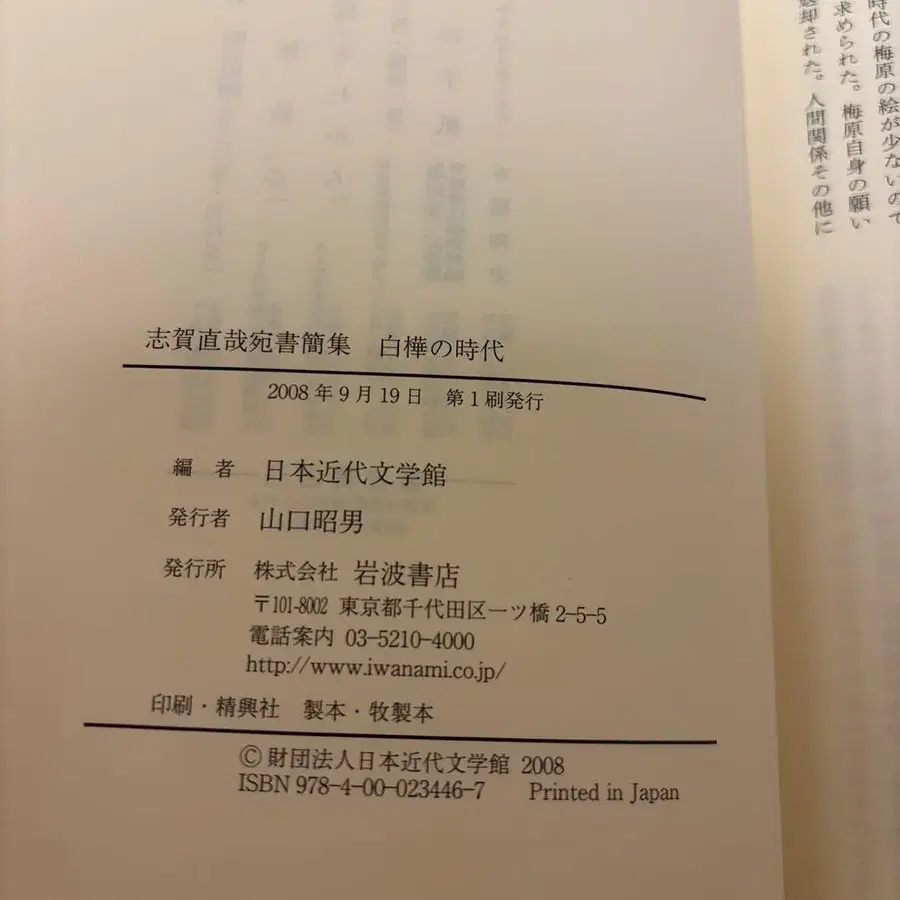 時代の梅原の絵が少ないので
求められた。梅原自身の願い
返却された。人間関係その他に
志賀直哉宛書簡集 白樺の時代
2008年9月19日 第1刷発行
編 者 日本近代文学館
発行者 山口昭男
発行所 株式会社 岩波書店
〒101-8002 東京都千代田区一ツ橋2-5-5
電話案内 03-5210-4000
http://www.iwanami.co.jp/
印刷・精興社 製本・牧製本
© 財団法人日本近代文学館 2008
ISBN 978-4-00-023446-7 Printed in Japan